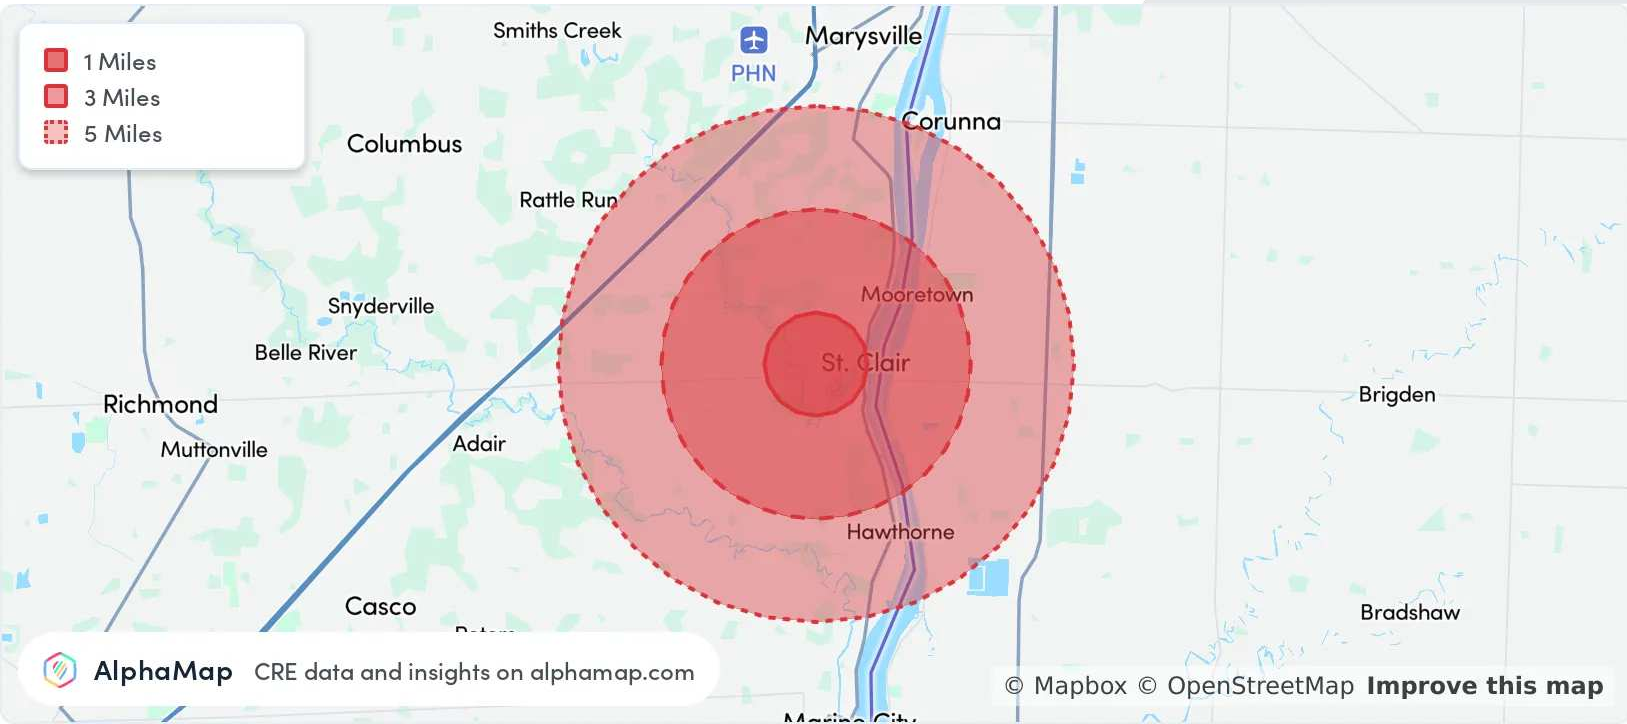 Smiths Creek
Marysville
1 Miles
PHN
3 Miles
Corunna
5 Miles
Columbus
Rattle Run
Mooretown
Snyderville
Belle River
St. Clair
Brigden
Richmond
Adair
Muttonville
Hawthorne
Casco
Bradshaw
AlphaMap CRE data and insights on alphamap.com
© Mapbox © OpenStreetMap Improve this map
Marine City